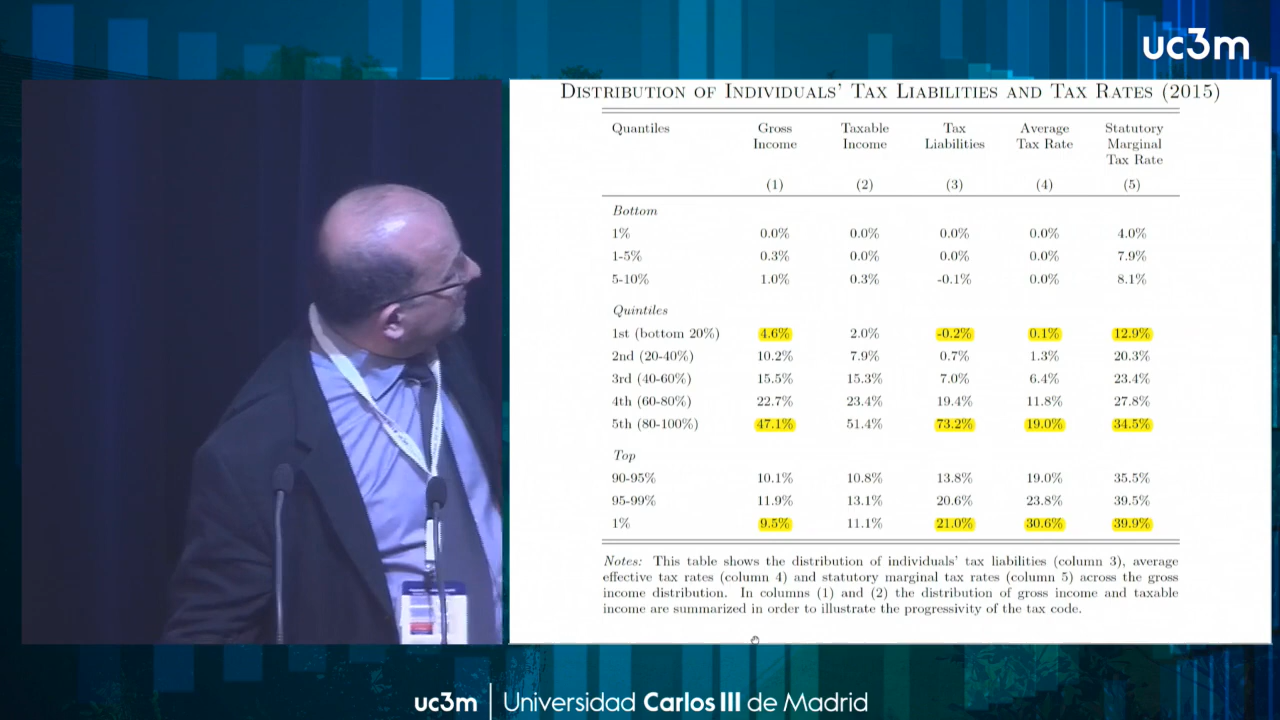 uc3m
DISTRIBUTION OF INDIVIDUALS' TAX LIABILITIES AND TAX RATES (2015)
Quantiles Gross Income Taxable Income Tax Liabilities Average Tax Rate Statutory Marginal Tax Rate
(1) (2) (3) (4) (5)
Bottom
1% 0.0% 0.0% 0.0% 0.0% 4.0%
1-5% 0.3% 0.0% 0.0% 0.0% 7.9%
5-10% 1.0% 0.3% -0.1% 0.0% 8.1%
Quintiles
1st (bottom 20%) 4.6% 2.0% -0.2% 0.1% 12.9%
2nd (20-40%) 10.2% 7.9% 0.7% 1.3% 20.3%
3rd (40-60%) 15.5% 15.3% 7.0% 6.4% 23.4%
4th (60-80%) 22.7% 23.4% 19.4% 11.8% 27.8%
5th (80-100%) 47.1% 51.4% 73.2% 19.0% 34.5%
Top
90-95% 10.1% 10.8% 13.8% 19.0% 35.5%
95-99% 11.9% 13.1% 20.6% 23.8% 39.5%
1% 9.5% 11.1% 21.0% 30.6% 39.9%
Notes: This table shows the distribution of individuals' tax liabilities (column 3), average
effective tax rates (column 4) and statutory marginal tax rates (column 5) across the gross
income distribution. In columns (1) and (2) the distribution of gross income and taxable
income are summarized in order to illustrate the progressivity of the tax code.
uc3m | Universidad Carlos III de Madrid